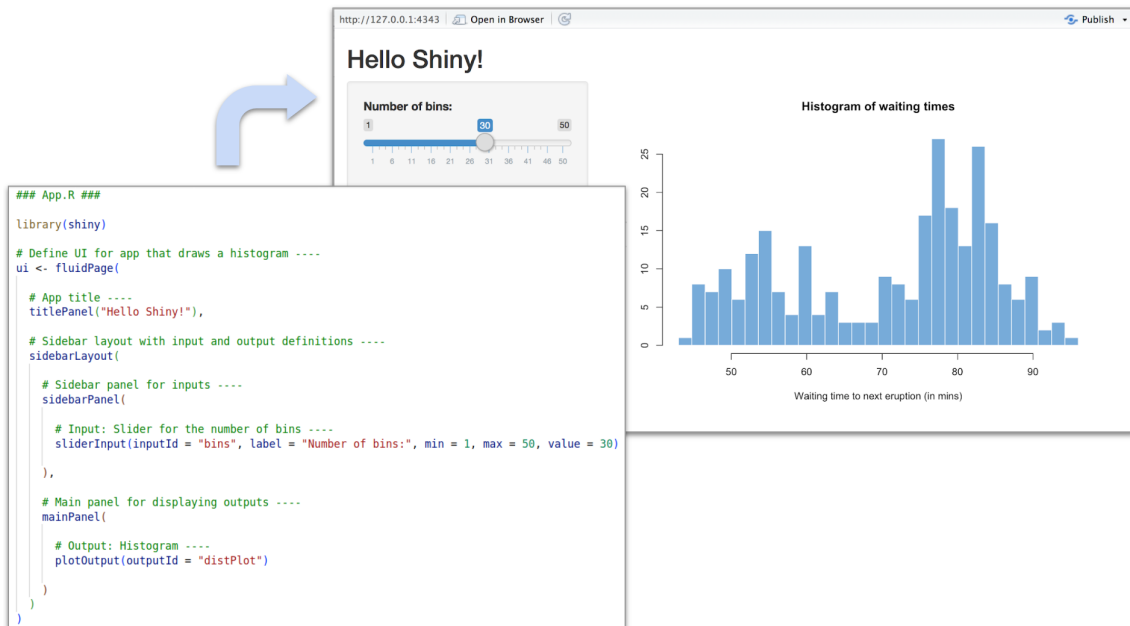 http://127.0.0.1:4343 Open in Browser Publish
Hello Shiny!
Number of bins:
1 30 50
1 6 11 16 21 26 31 36 41 46 50
Histogram of waiting times
25
20
15
10
5
0
50 60 70 80 90
Waiting time to next eruption (in mins)
### App.R ###
library(shiny)
# Define UI for app that draws a histogram ----
ui <- fluidPage(
# App title ----
titlePanel("Hello Shiny!"),
# Sidebar layout with input and output definitions ----
sidebarLayout(
# Sidebar panel for inputs ----
sidebarPanel(
# Input: Slider for the number of bins ----
sliderInput(inputId = "bins", label = "Number of bins:", min = 1, max = 50, value = 30)
),
# Main panel for displaying outputs ----
mainPanel(
# Output: Histogram ----
plotOutput(outputId = "distPlot")
)
)
)